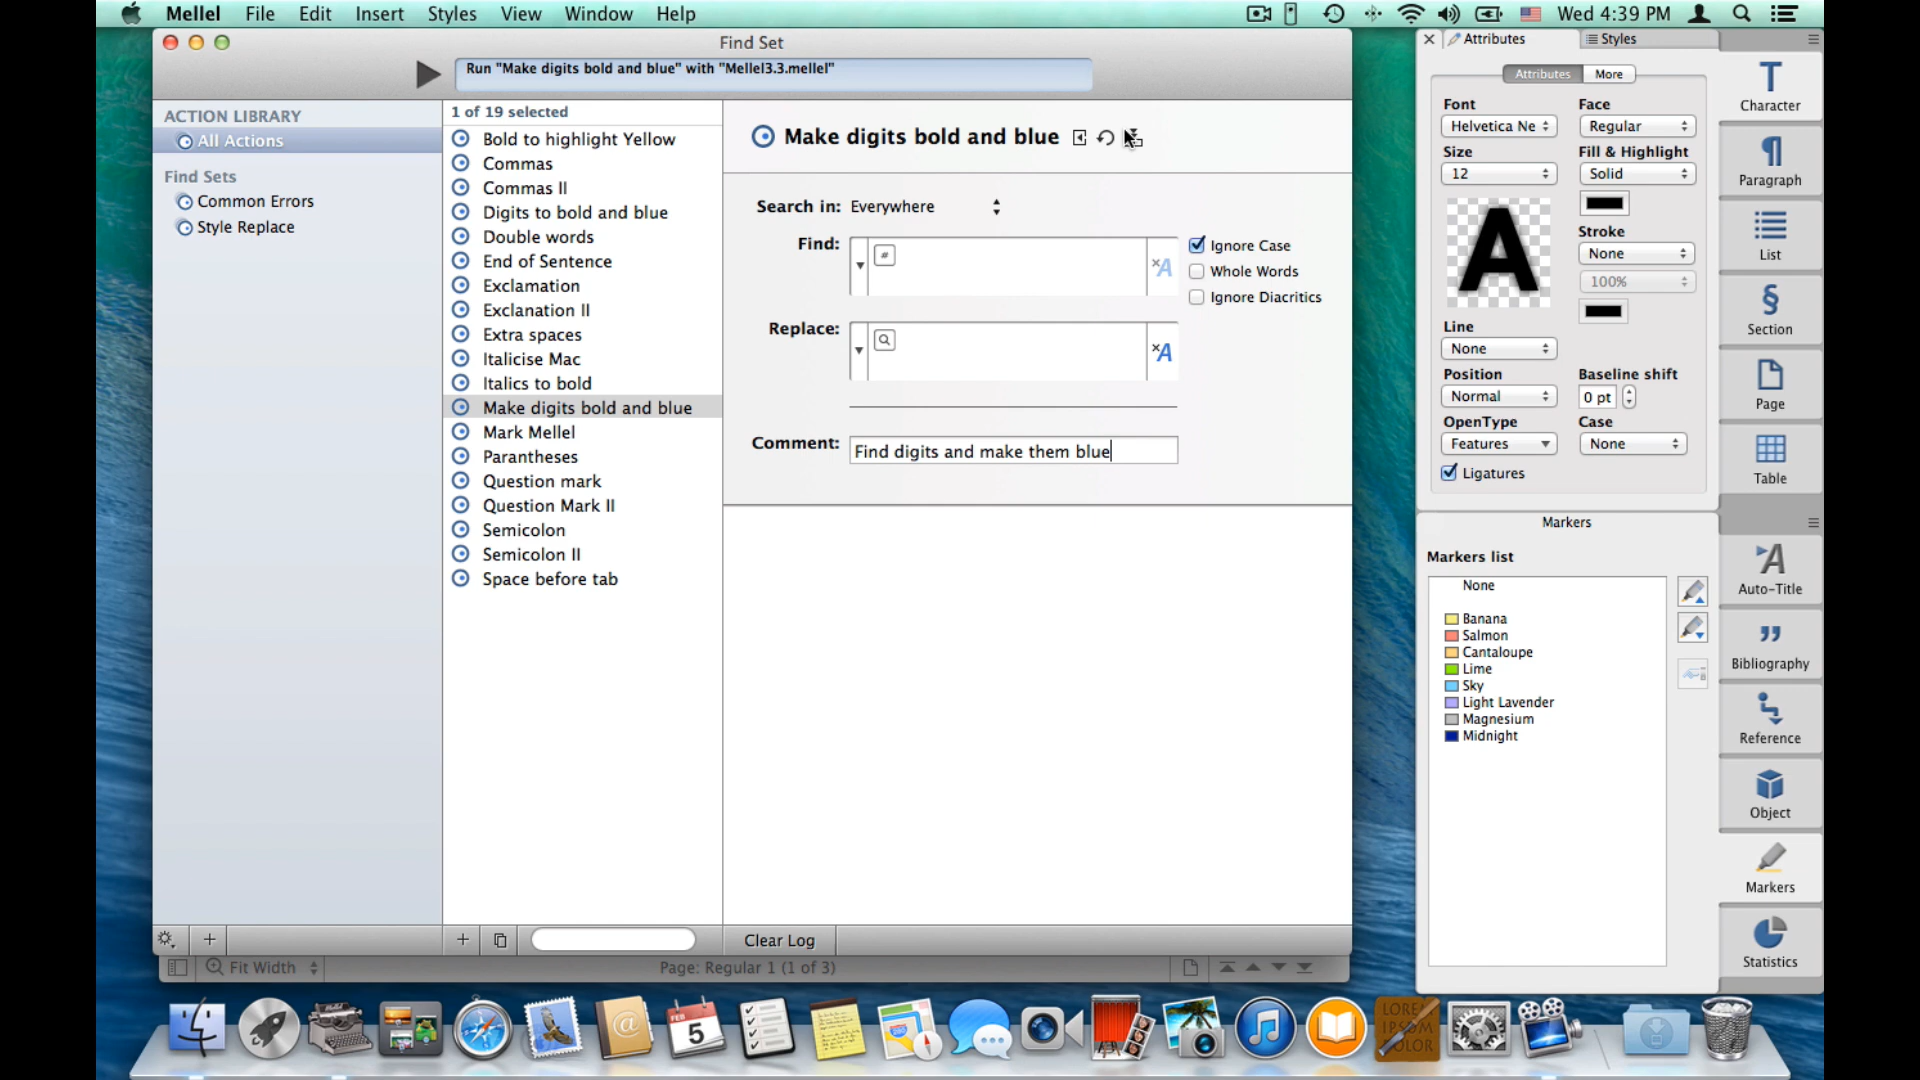 Mellel File Edit Insert Styles View Window Help
Wed 4:39 PM
Find Set
Run "Make digits bold and blue" with "Mellel3.3.mellel"
ACTION LIBRARY
All Actions
Find Sets
Common Errors
Style Replace
1 of 19 selected
Bold to highlight Yellow
Commas
Commas II
Digits to bold and blue
Double words
End of Sentence
Exclamation
Exclanation II
Extra spaces
Italicise Mac
Italics to bold
Make digits bold and blue
Mark Mellel
Parantheses
Question mark
Question Mark II
Semicolon
Semicolon II
Space before tab
Make digits bold and blue
Search in: Everywhere
Find: #
Ignore Case
Whole Words
Ignore Diacritics
Replace:
Comment: Find digits and make them blue
Clear Log
Fit Width
Page: Regular 1 (1 of 3)
Attributes
Styles
Attributes More
Font Face
Helvetica Ne Regular
Size Fill & Highlight
12 Solid
A
Stroke
None
100%
Line
None
Position Baseline shift
Normal 0 pt
OpenType Case
Features None
Ligatures
Markers
Markers list
None
Banana
Salmon
Cantaloupe
Lime
Sky
Light Lavender
Magnesium
Midnight
Character
Paragraph
List
Section
Page
Table
Auto-Title
Bibliography
Reference
Object
Markers
Statistics
FEB
5
LOREM
IPSUM
DOLOR